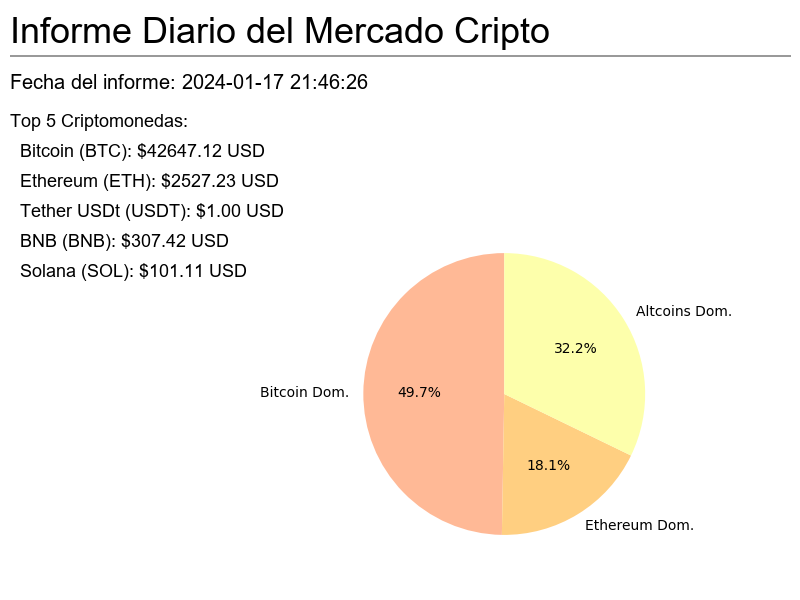 Informe Diario del Mercado Cripto
Fecha del informe: 2024-01-17 21:46:26
Top 5 Criptomonedas:
Bitcoin (BTC): $42647.12 USD
Ethereum (ETH): $2527.23 USD
Tether USDt (USDT): $1.00 USD
BNB (BNB): $307.42 USD
Solana (SOL): $101.11 USD
Altcoins Dom.
32.2%
Bitcoin Dom.
49.7%
18.1%
Ethereum Dom.